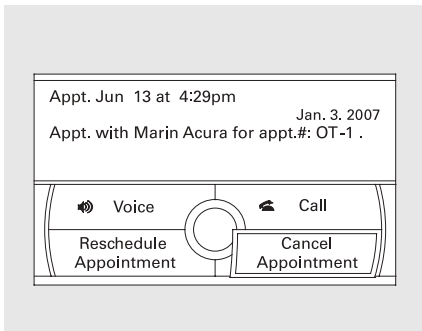 Appt. Jun 13 at 4:29pm
Jan. 3. 2007
Appt. with Marin Acura for appt.#: OT-1 .
Voice
Call
Reschedule
Appointment
Cancel
Appointment